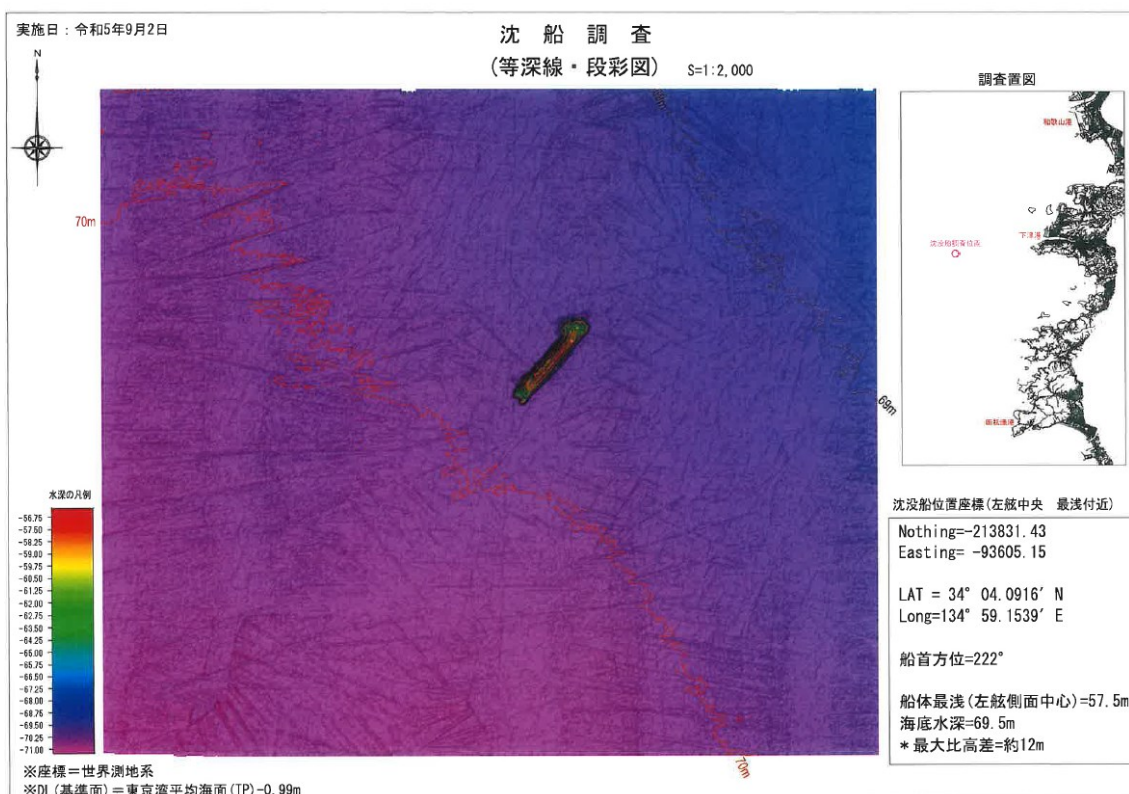 実施日：令和5年9月2日
沈船調査
(等深線・段彩図) S=1:2,000
N
70m
69m
69m
70m
調査置図
和歌山港
下津港
水深の凡例
-56.75
-57.50
-58.25
-59.00
-59.75
-60.50
-61.25
-62.00
-62.75
-63.50
-64.25
-65.00
-65.75
-66.50
-67.25
-68.00
-68.75
-69.50
-70.25
-71.00
沈没船位置座標(左舷中央 最浅付近)
Nothing=-213831.43
Easting= -93605.15
LAT = 34° 04.0916′ N
Long=134° 59.1539′ E
船首方位=222°
船体最浅(左舷側面中心)=57.5m
海底水深=69.5m
*最大比高差=約12m
※座標＝世界測地系
※DL(基準面)＝東京湾平均海面(TP)-0.99m